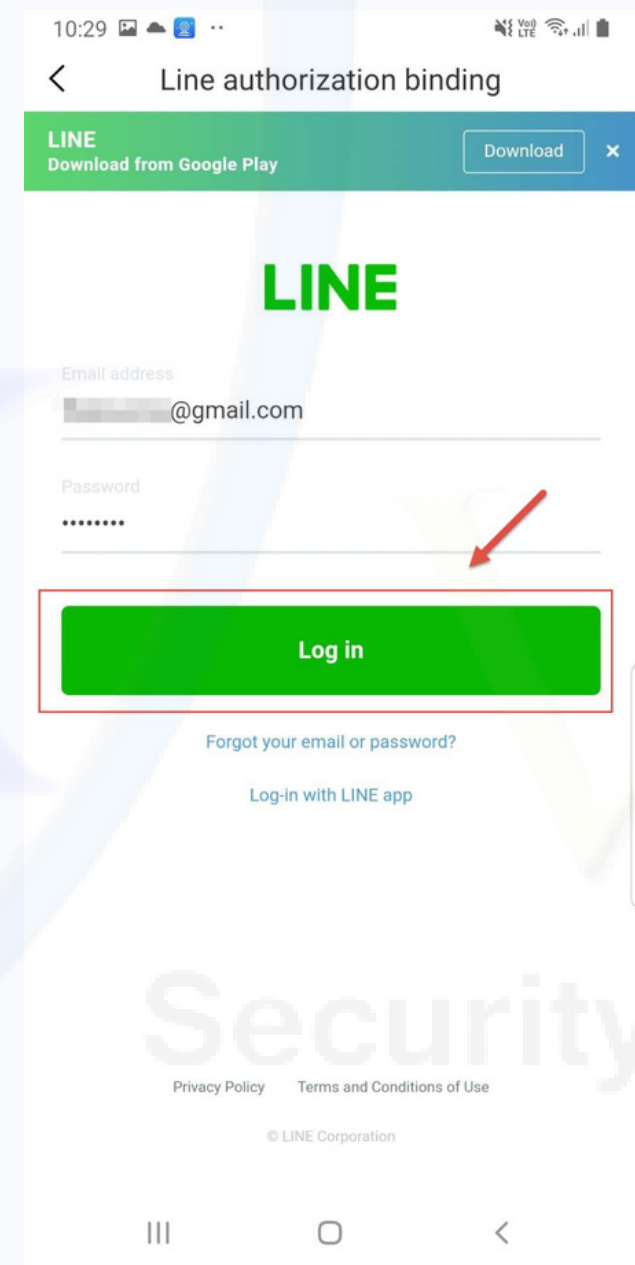 10:29
Vo)) LTE
Line authorization binding
LINE
Download from Google Play
Download
LINE
Email address
@gmail.com
Password
••••••••
Log in
Forgot your email or password?
Log-in with LINE app
Security
Privacy Policy Terms and Conditions of Use
© LINE Corporation